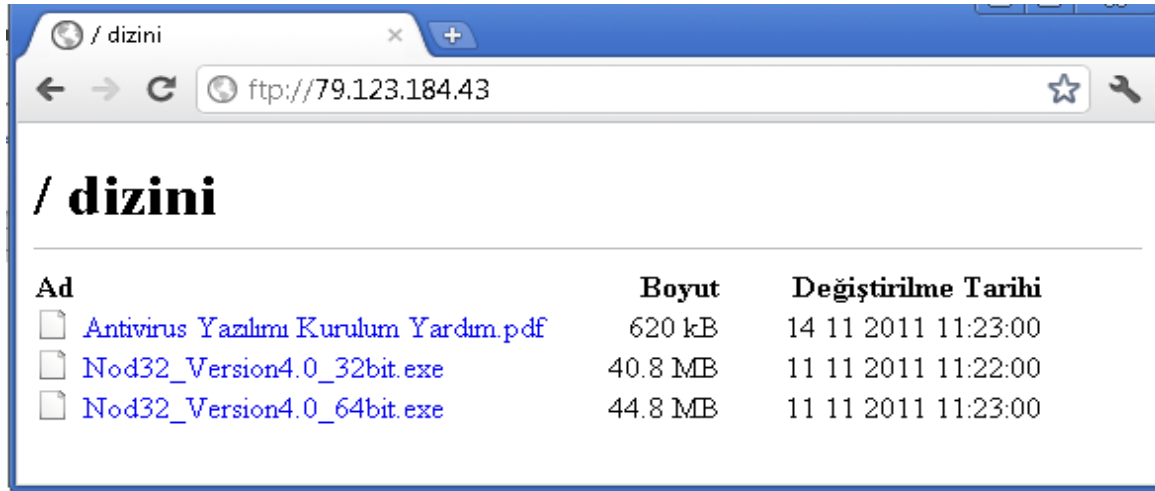 / dizini
ftp://79.123.184.43
/ dizini
Ad Boyut Değiştirilme Tarihi
Antivirus Yazılımı Kurulum Yardım.pdf 620 kB 14 11 2011 11:23:00
Nod32_Version4.0_32bit.exe 40.8 MB 11 11 2011 11:22:00
Nod32_Version4.0_64bit.exe 44.8 MB 11 11 2011 11:23:00